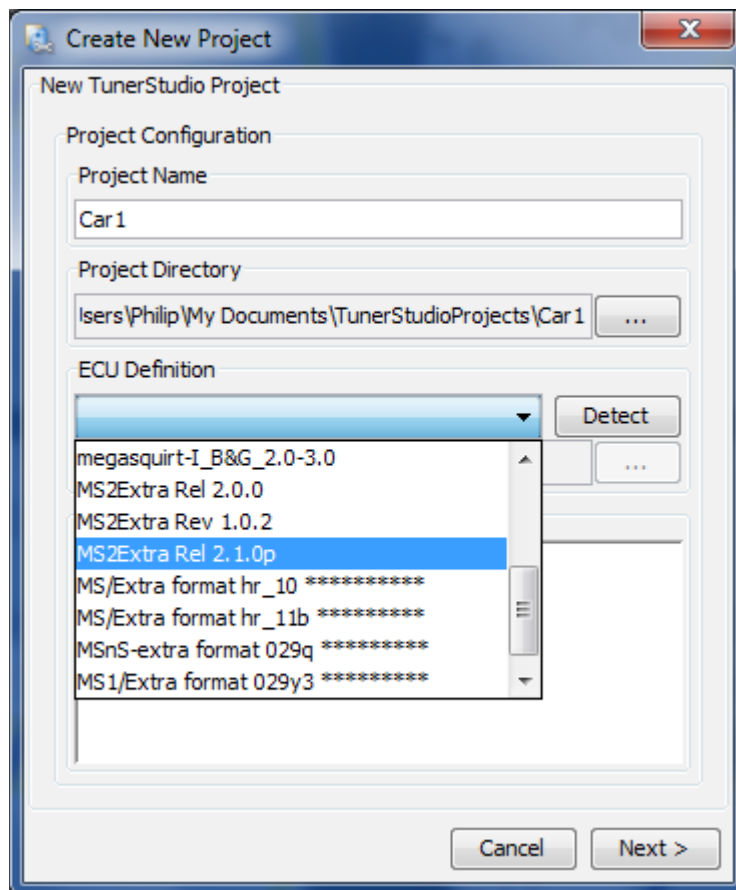 Create New Project
New TunerStudio Project
Project Configuration
Project Name
Car1
Project Directory
sers\Philip\My Documents\TunerStudioProjects\Car1 ...
ECU Definition
Detect
megasquirt-I_B&G_2.0-3.0
...
MS2Extra Rel 2.0.0
MS2Extra Rev 1.0.2
MS2Extra Rel 2.1.0p
MS/Extra format hr_10 **********
MS/Extra format hr_11b *********
MSnS-extra format 029q *********
MS1/Extra format 029y3 *********
Cancel Next >